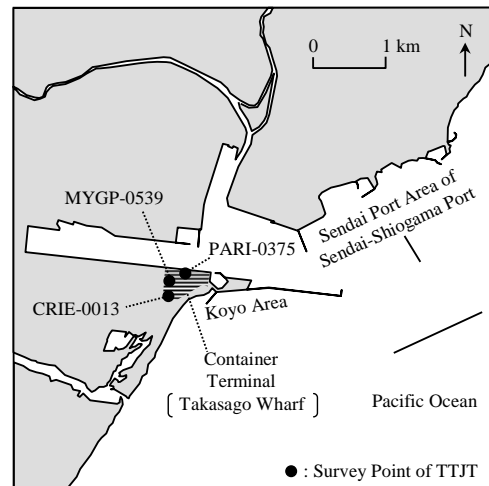 N
0 1 km
MYGP-0539
Sendai Port Area of
Sendai-Shiogama Port
PARI-0375
CRIE-0013
Koyo Area
Container
Terminal
[ Takasago Wharf ]
Pacific Ocean
● : Survey Point of TTJT